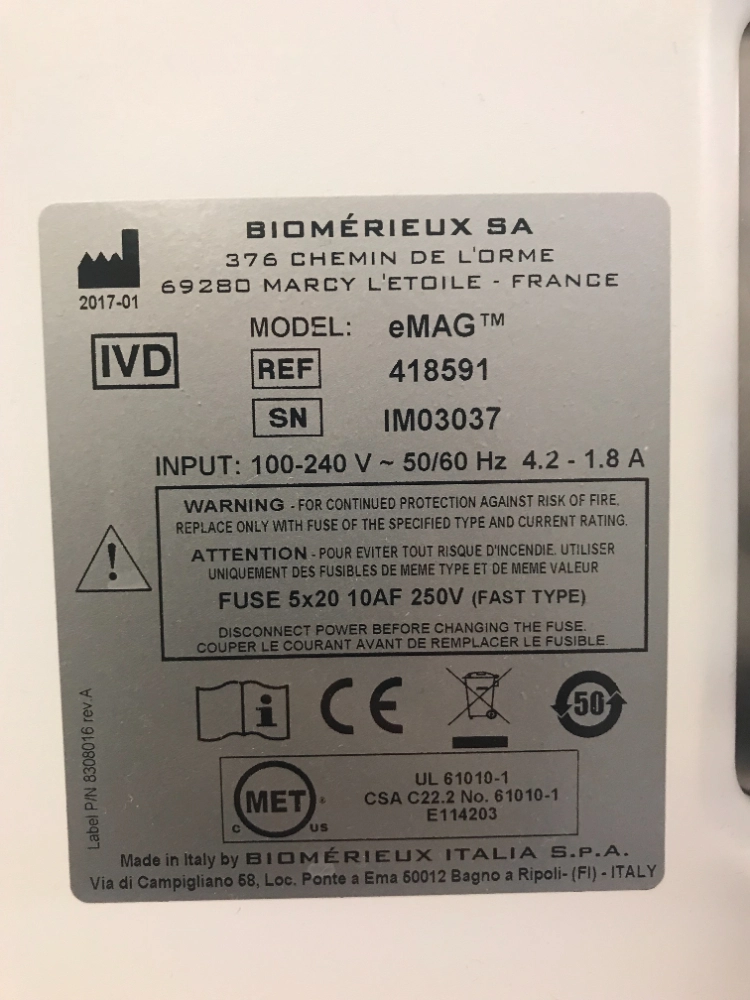 BIOMÉRIEUX SA
376 CHEMIN DE L'ORME
69280 MARCY L'ETOILE - FRANCE
2017-01
MODEL: eMAG™
IVD
REF 418591
SN IM03037
INPUT: 100-240 V ~ 50/60 Hz 4.2 - 1.8 A
WARNING - FOR CONTINUED PROTECTION AGAINST RISK OF FIRE,
REPLACE ONLY WITH FUSE OF THE SPECIFIED TYPE AND CURRENT RATING.
ATTENTION - POUR EVITER TOUT RISQUE D'INCENDIE. UTILISER
UNIQUEMENT DES FUSIBLES DE MEME TYPE ET DE MEME VALEUR
FUSE 5x20 10AF 250V (FAST TYPE)
DISCONNECT POWER BEFORE CHANGING THE FUSE.
COUPER LE COURANT AVANT DE REMPLACER LE FUSIBLE.
!
i
CE
50
Label P/N 8308016 rev.A
MET
C US
UL 61010-1
CSA C22.2 No. 61010-1
E114203
Made in Italy by BIOMÉRIEUX ITALIA S.P.A.
Via di Campigliano 58, Loc. Ponte a Ema 50012 Bagno a Ripoli- (FI) - ITALY